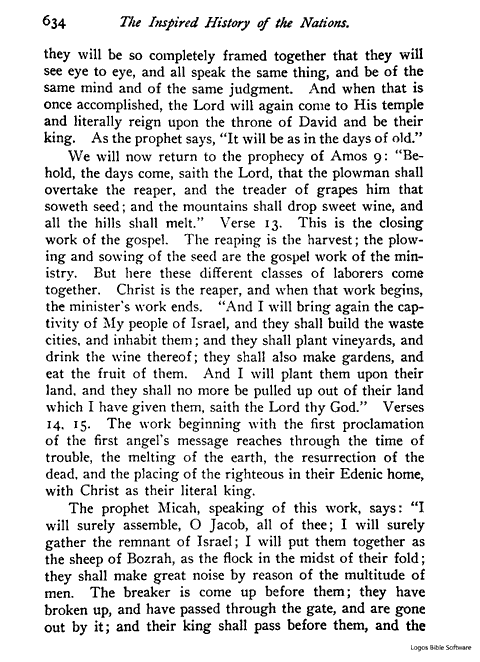 634 The Inspired History of the Nations.
they will be so completely framed together that they will
see eye to eye, and all speak the same thing, and be of the
same mind and of the same judgment. And when that is
once accomplished, the Lord will again come to His temple
and literally reign upon the throne of David and be their
king. As the prophet says, "It will be as in the days of old."
We will now return to the prophecy of Amos 9: "Be-
hold, the days come, saith the Lord, that the plowman shall
overtake the reaper, and the treader of grapes him that
soweth seed; and the mountains shall drop sweet wine, and
all the hills shall melt." Verse 13. This is the closing
work of the gospel. The reaping is the harvest; the plow-
ing and sowing of the seed are the gospel work of the min-
istry. But here these different classes of laborers come
together. Christ is the reaper, and when that work begins,
the minister's work ends. "And I will bring again the cap-
tivity of My people of Israel, and they shall build the waste
cities, and inhabit them; and they shall plant vineyards, and
drink the wine thereof; they shall also make gardens, and
eat the fruit of them. And I will plant them upon their
land, and they shall no more be pulled up out of their land
which I have given them, saith the Lord thy God." Verses
14, 15. The work beginning with the first proclamation
of the first angel's message reaches through the time of
trouble, the melting of the earth, the resurrection of the
dead, and the placing of the righteous in their Edenic home,
with Christ as their literal king.
The prophet Micah, speaking of this work, says: "I
will surely assemble, O Jacob, all of thee; I will surely
gather the remnant of Israel; I will put them together as
the sheep of Bozrah, as the flock in the midst of their fold;
they shall make great noise by reason of the multitude of
men. The breaker is come up before them; they have
broken up, and have passed through the gate, and are gone
out by it; and their king shall pass before them, and the
Logos Bible Software